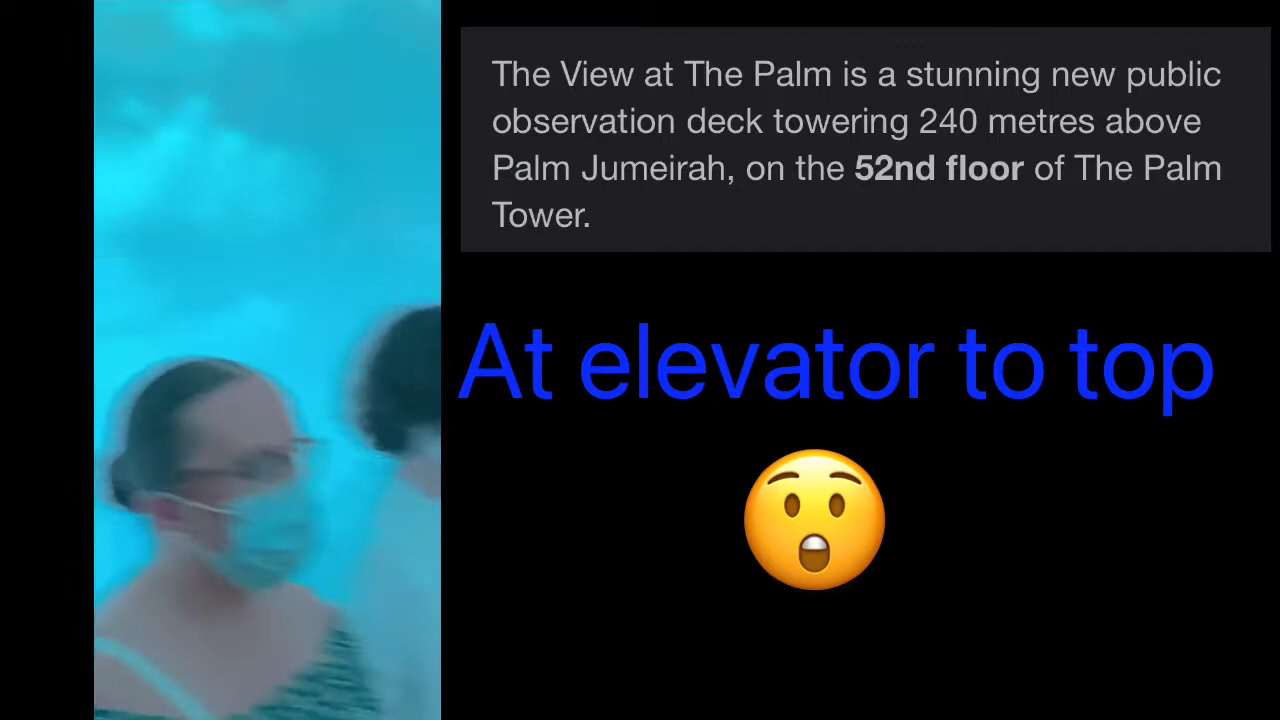 The View at The Palm is a stunning new public
observation deck towering 240 metres above
Palm Jumeirah, on the 52nd floor of The Palm
Tower.
At elevator to top